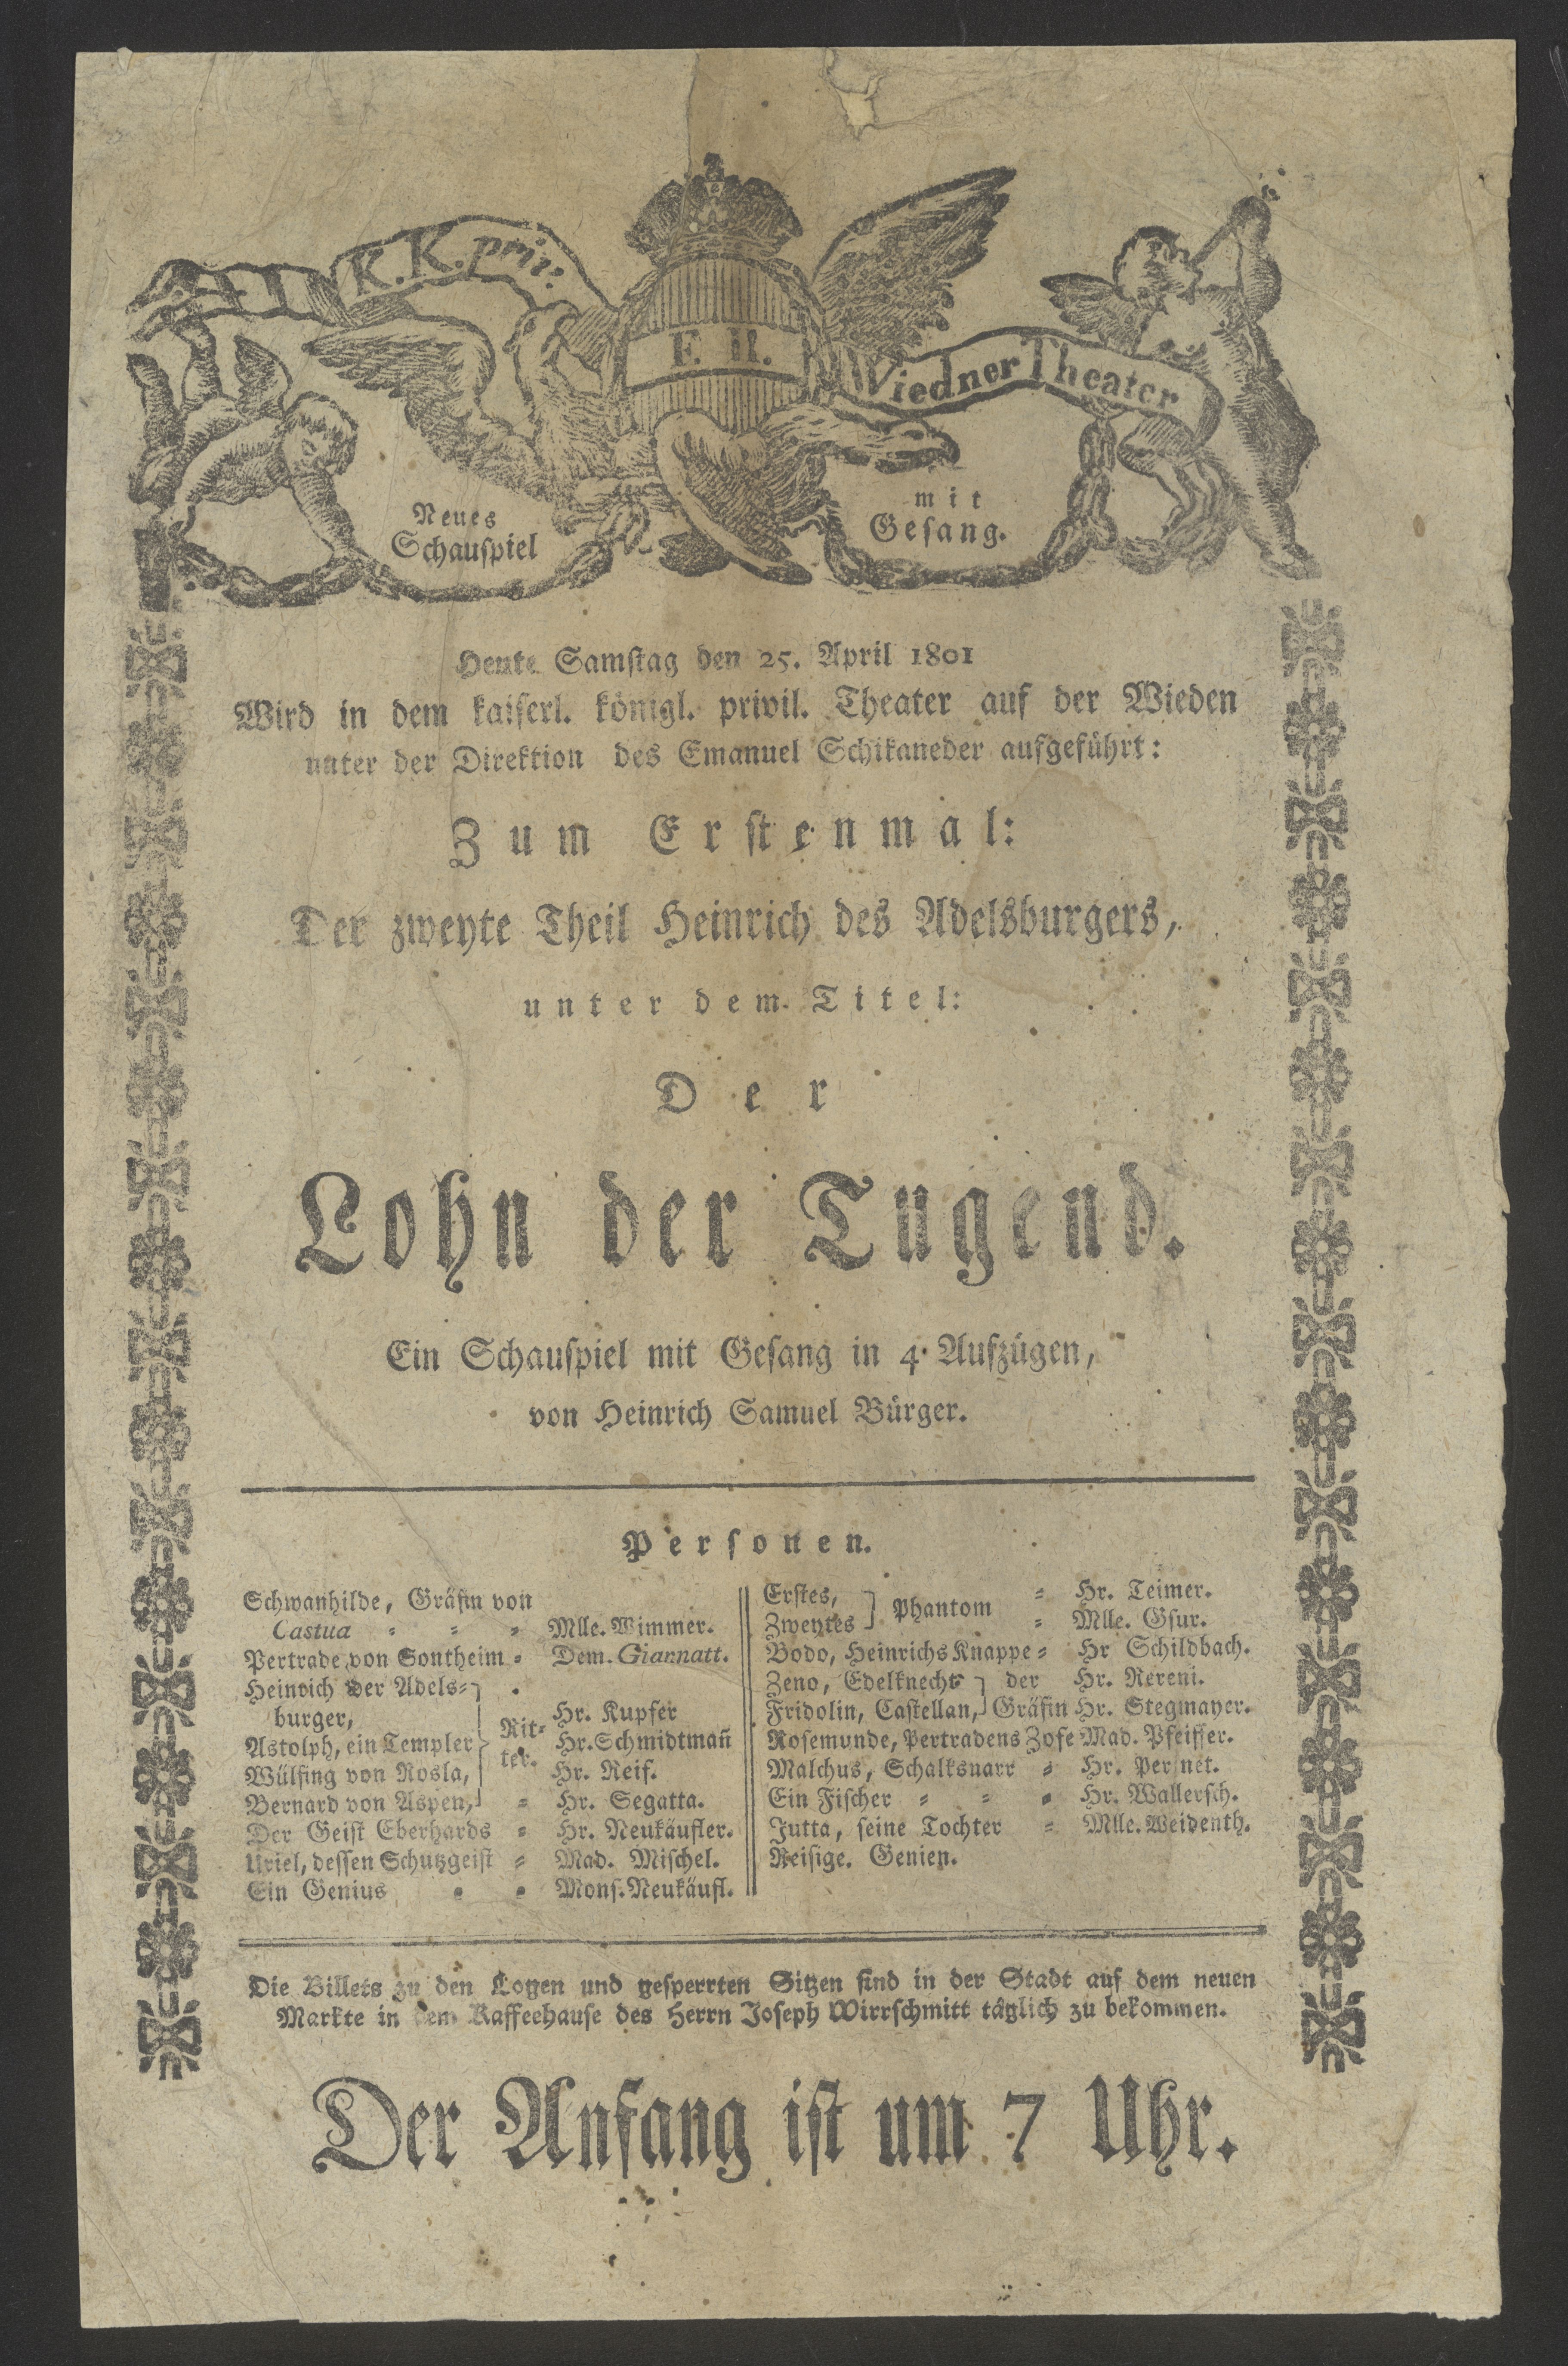 K. K. priv:
F. II.
Wiedner Theater
Neues
Schauspiel
mit
Gesang.
Heute Samstag den 25. April 1801
Wird in dem kaiserl. königl. privil. Theater auf der Wieden
unter der Direktion des Emanuel Schikaneder aufgeführt:
Zum Erstenmal:
Der zweyte Theil Heinrich des Adelsburgers,
unter dem Titel:
Der
Lohn der Tugend.
Ein Schauspiel mit Gesang in 4 Aufzügen,
von Heinrich Samuel Bürger.
Personen.
Schwanhilde, Gräfin von
Castua = = = Mlle. Wimmer.
Pertrade von Sontheim = Dem. Giannatt.
Heinrich der Adels=
burger, Hr. Kupfer
Astolph, ein Templer Rit= Hr. Schmidtmañ
Wülfing von Rosla, ter. Hr. Reif.
Bernard von Aspen, = Hr. Segatta.
Der Geist Eberhards = Hr. Neukäufler.
Uriel, dessen Schutzgeist = Mad. Mischel.
Ein Genius = = Mons. Neukäufl.
Erstes, = Hr. Teimer.
Zweytes } Phantom = Mlle. Gsur.
Bodo, Heinrichs Knappe = Hr Schildbach.
Zeno, Edelknecht der Hr. Nereni.
Fridolin, Castellan, Gräfin Hr. Stegmayer.
Rosemunde, Pertradens Zofe Mad. Pfeiffer.
Malchus, Schalksnarr = Hr. Pernet.
Ein Fischer = = = Hr. Wallersch.
Jutta, seine Tochter = Mlle. Weidenth.
Reisige. Genien.
Die Billets zu den Logen und gesperrten Sitzen sind in der Stadt auf dem neuen
Markte in dem Kaffeehause des Herrn Joseph Wirrschmitt täglich zu bekommen.
Der Anfang ist um 7 Uhr.